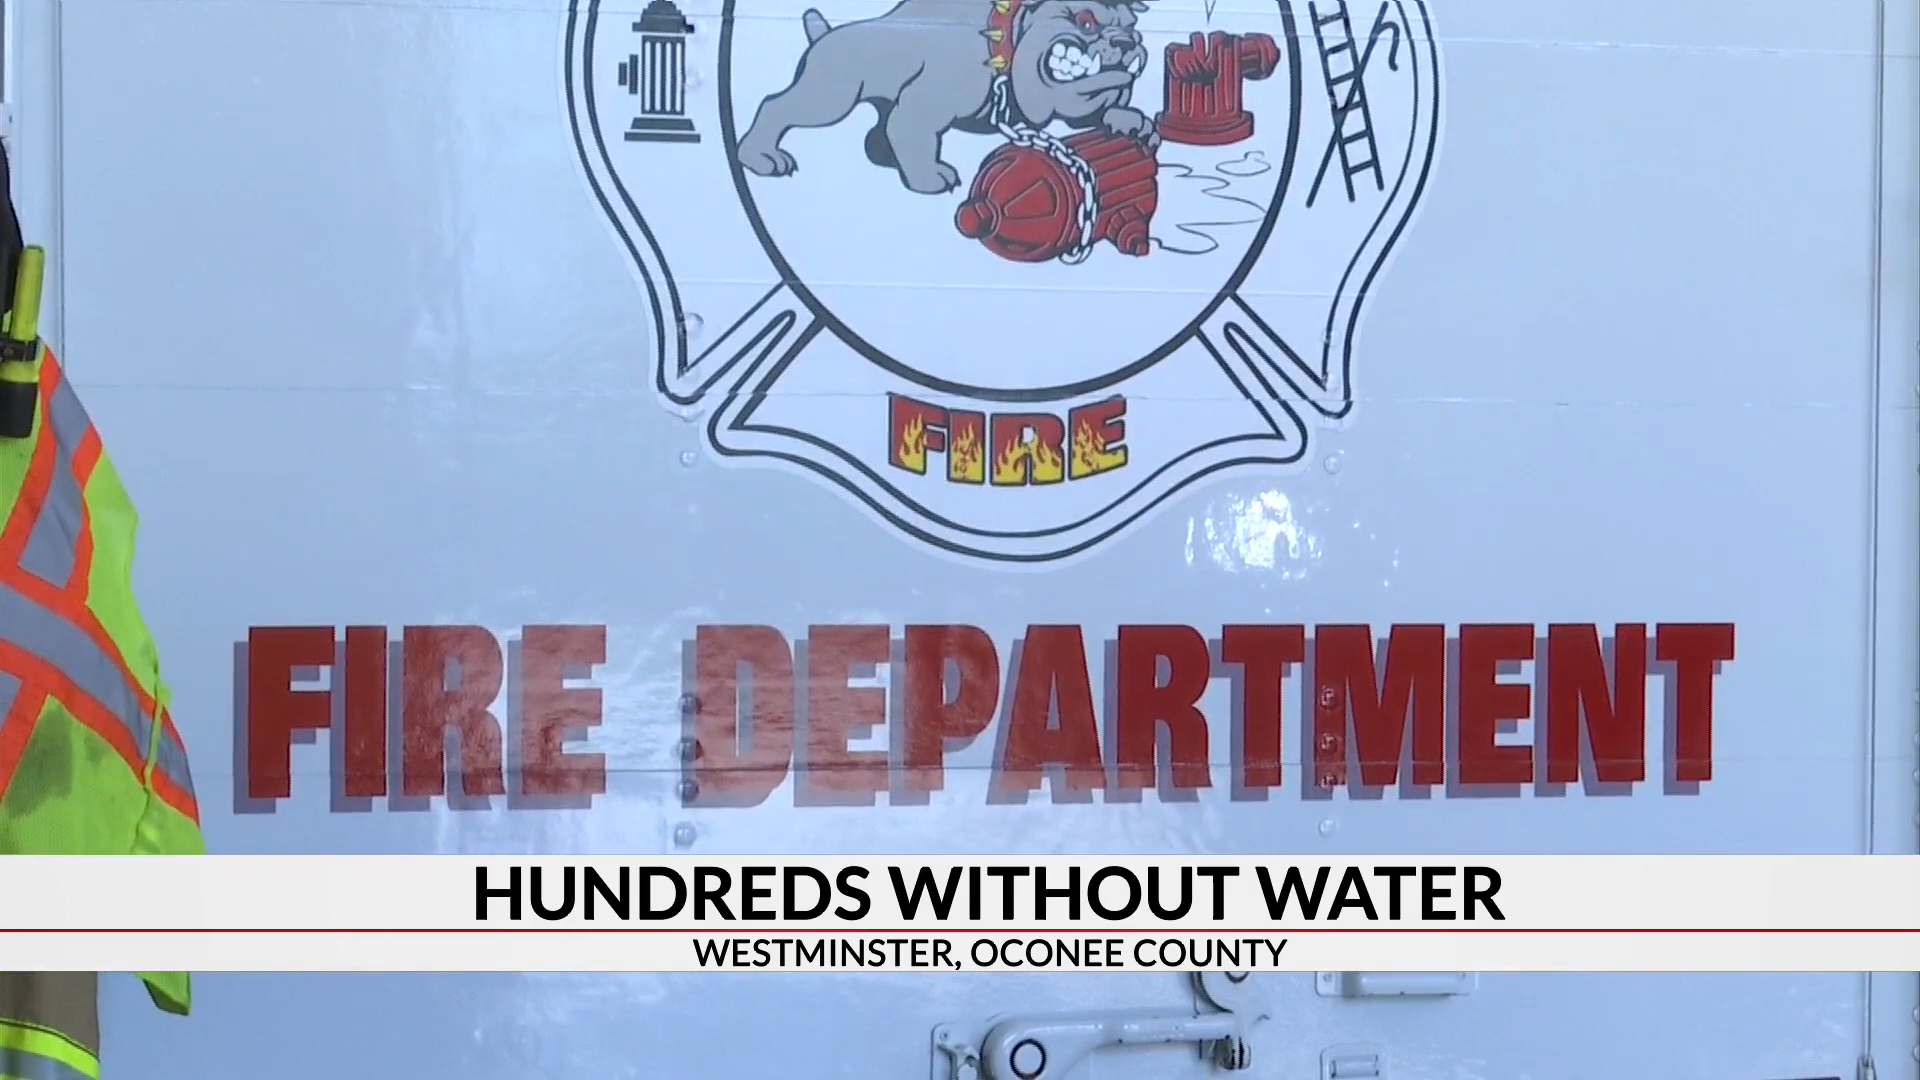 FIRE
FIRE DEPARTMENT
HUNDREDS WITHOUT WATER
WESTMINSTER, OCONEE COUNTY